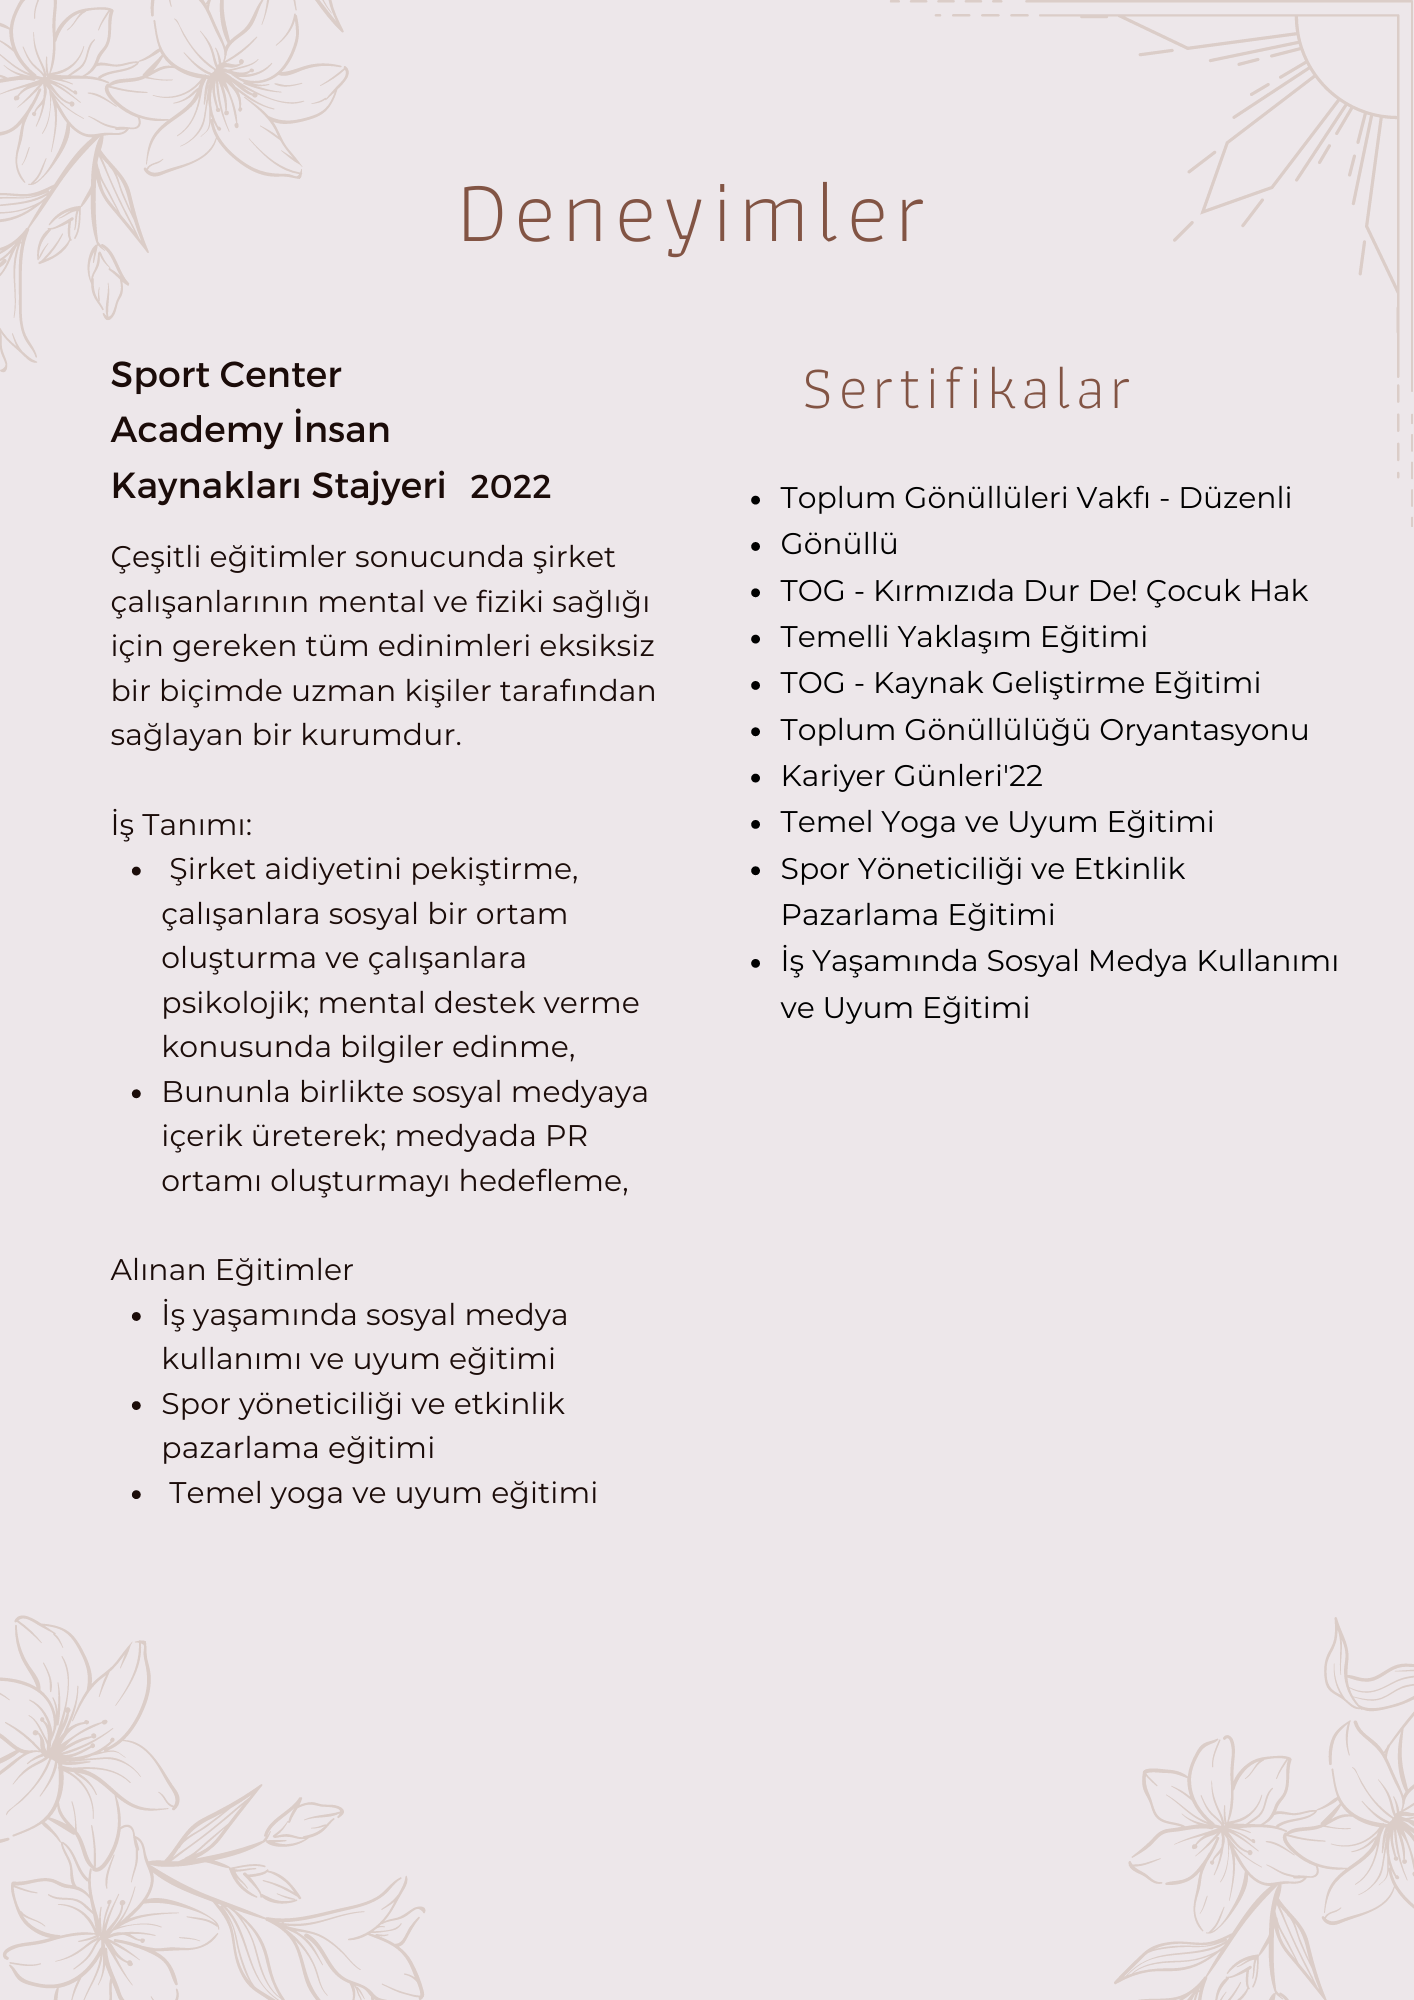 Deneyimler
Sport Center
Academy İnsan
Kaynakları Stajyeri 2022
Çeşitli eğitimler sonucunda şirket
çalışanlarının mental ve fiziki sağlığı
için gereken tüm edinimleri eksiksiz
bir biçimde uzman kişiler tarafından
sağlayan bir kurumdur.
İş Tanımı:
• Şirket aidiyetini pekiştirme,
çalışanlara sosyal bir ortam
oluşturma ve çalışanlara
psikolojik; mental destek verme
konusunda bilgiler edinme,
• Bununla birlikte sosyal medyaya
içerik üreterek; medyada PR
ortamı oluşturmayı hedefleme,
Alınan Eğitimler
• İş yaşamında sosyal medya
kullanımı ve uyum eğitimi
• Spor yöneticiliği ve etkinlik
pazarlama eğitimi
• Temel yoga ve uyum eğitimi
Sertifikalar
• Toplum Gönüllüleri Vakfı - Düzenli
• Gönüllü
• TOG - Kırmızıda Dur De! Çocuk Hak
• Temelli Yaklaşım Eğitimi
• TOG - Kaynak Geliştirme Eğitimi
• Toplum Gönüllülüğü Oryantasyonu
• Kariyer Günleri'22
• Temel Yoga ve Uyum Eğitimi
• Spor Yöneticiliği ve Etkinlik
Pazarlama Eğitimi
• İş Yaşamında Sosyal Medya Kullanımı
ve Uyum Eğitimi